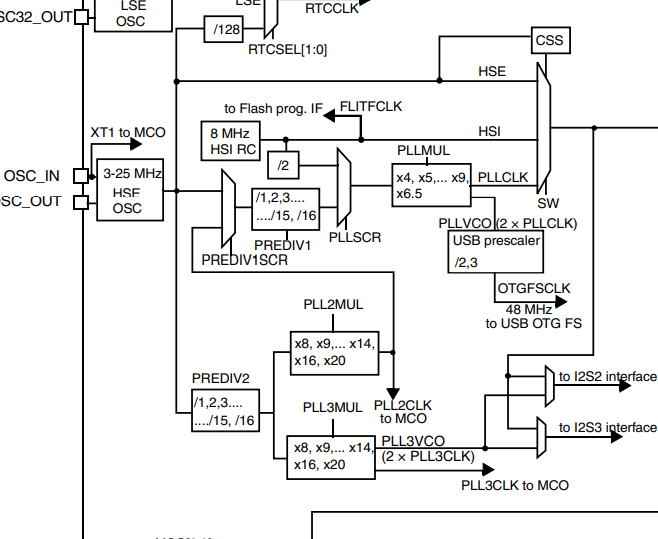 LSE
LSE
OSC
RTCCLK
/128
RTCSEL[1:0]
CSS
HSE
to Flash prog. IF
FLITFCLK
XT1 to MCO
8 MHz
HSI RC
HSI
/2
PLLMUL
OSC_IN
3-25 MHz
HSE
OSC
x4, x5,... x9,
x6.5
PLLCLK
/1,2,3....
..../15, /16
SW
PLLSCR
PREDIV1
PREDIV1SCR
PLLVCO (2 × PLLCLK)
USB prescaler
/2,3
OTGFSCLK
48 MHz
to USB OTG FS
PLL2MUL
x8, x9,... x14,
x16, x20
PREDIV2
/1,2,3....
..../15, /16
PLL2CLK
to MCO
to I2S2 interface
PLL3MUL
x8, x9,... x14,
x16, x20
PLL3VCO
(2 × PLL3CLK)
to I2S3 interface
PLL3CLK to MCO